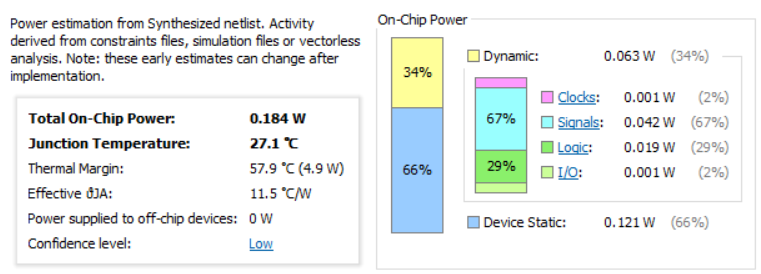 Power estimation from Synthesized netlist. Activity
derived from constraints files, simulation files or vectorless
analysis. Note: these early estimates can change after
implementation.
Total On-Chip Power: 0.184 W
Junction Temperature: 27.1 °C
Thermal Margin: 57.9 °C (4.9 W)
Effective ϑJA: 11.5 °C/W
Power supplied to off-chip devices: 0 W
Confidence level: Low
On-Chip Power
34%
66%
Dynamic: 0.063 W (34%)
67%
29%
Clocks: 0.001 W (2%)
Signals: 0.042 W (67%)
Logic: 0.019 W (29%)
I/O: 0.001 W (2%)
Device Static: 0.121 W (66%)